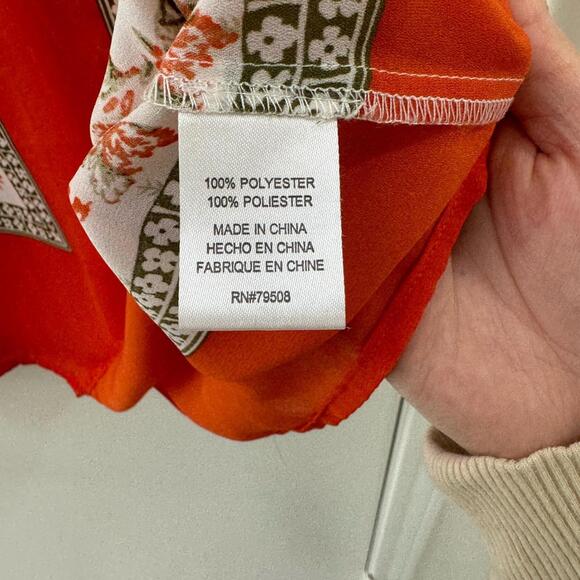 100% POLYESTER
100% POLIESTER
MADE IN CHINA
HECHO EN CHINA
FABRIQUE EN CHINE
RN#79508